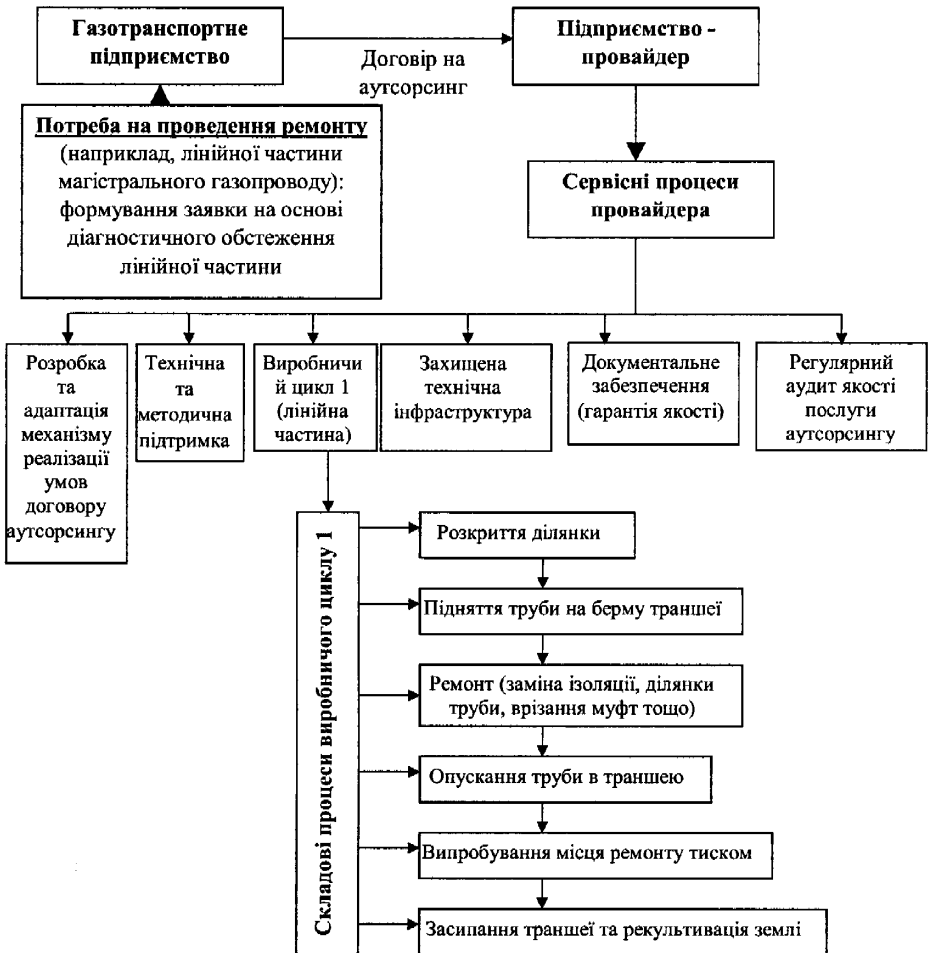 Газотранспортне
підприємство
Договір на
аутсорсинг
Підприємство -
провайдер
Потреба на проведення ремонту
(наприклад, лінійної частини
магістрального газопроводу):
формування заявки на основі
діагностичного обстеження
лінійної частини
Сервісні процеси
провайдера
Розробка
та
адаптація
механізму
реалізації
умов
договору
аутсорсингу
Технічна
та
методична
підтримка
Виробничи
й цикл 1
(лінійна
частина)
Захищена
технічна
інфраструктура
Документальне
забезпечення
(гарантія якості)
Регулярний
аудит якості
послуги
аутсорсингу
Складові процеси виробничого циклу 1
Розкриття ділянки
Підняття труби на берму траншеї
Ремонт (заміна ізоляції, ділянки
труби, врізання муфт тощо)
Опускання труби в траншею
Випробування місця ремонту тиском
Засипання траншеї та рекультивація землі